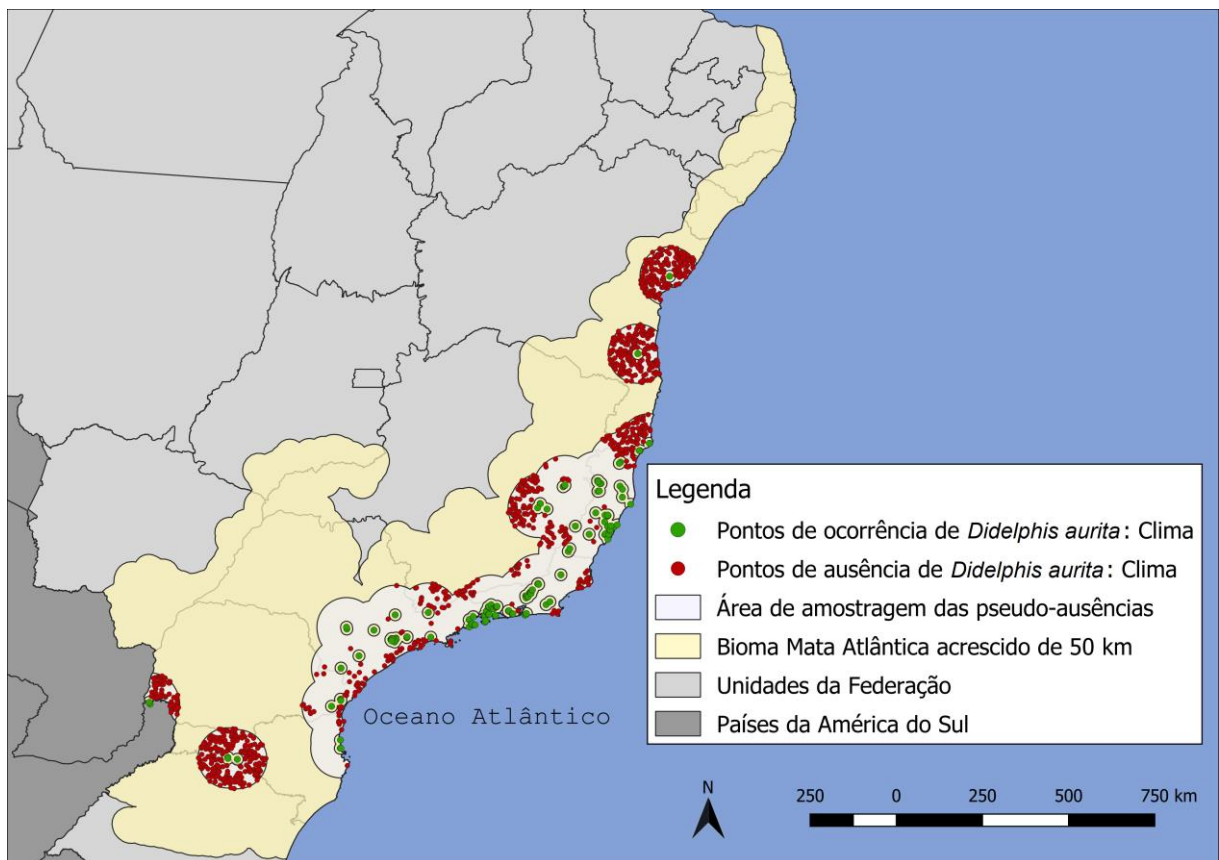 Legenda
Pontos de ocorrência de Didelphis aurita: Clima
Pontos de ausência de Didelphis aurita: Clima
Área de amostragem das pseudo-ausências
Bioma Mata Atlântica acrescido de 50 km
Unidades da Federação
Países da América do Sul
Oceano Atlântico
N
250 0 250 500 750 km